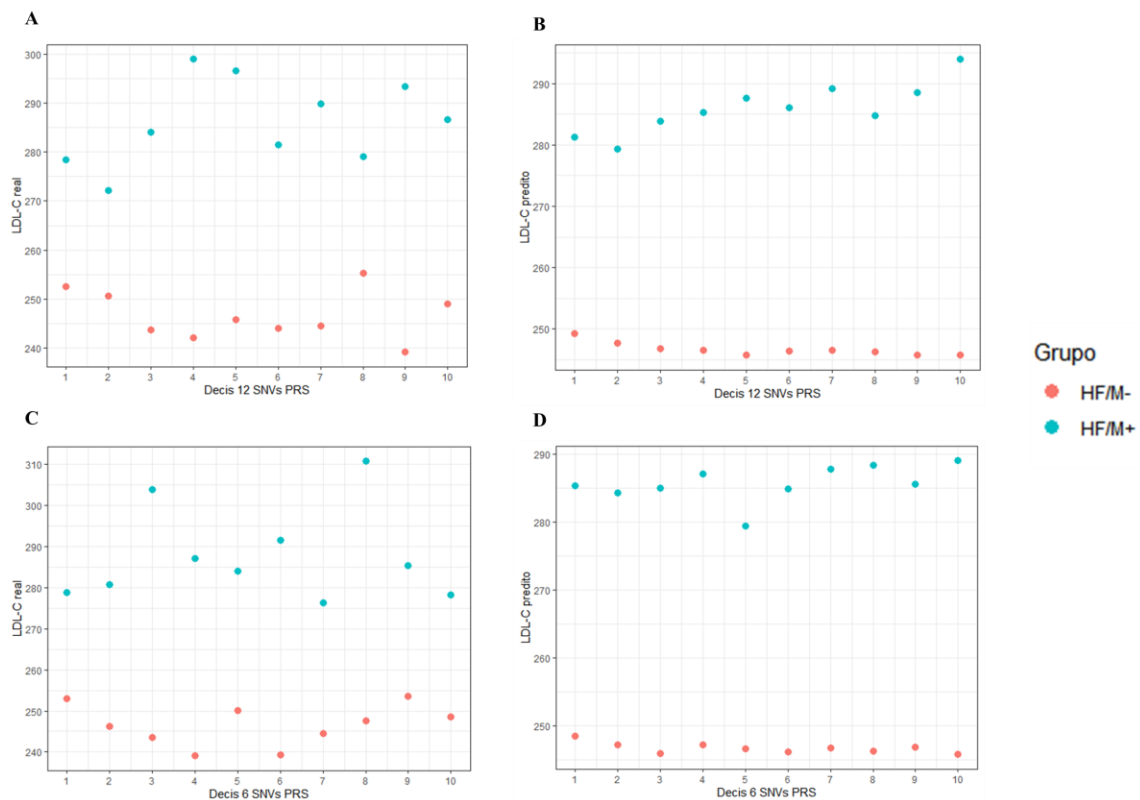 A
LDL-C real
300
290
280
270
260
250
240
1 2 3 4 5 6 7 8 9 10
Decis 12 SNVs PRS
B
LDL-C predito
290
280
270
260
250
1 2 3 4 5 6 7 8 9 10
Decis 12 SNVs PRS
C
LDL-C real
310
300
290
280
270
260
250
240
1 2 3 4 5 6 7 8 9 10
Decis 6 SNVs PRS
D
LDL-C predito
290
280
270
260
250
1 2 3 4 5 6 7 8 9 10
Decis 6 SNVs PRS
Grupo
HF/M-
HF/M+